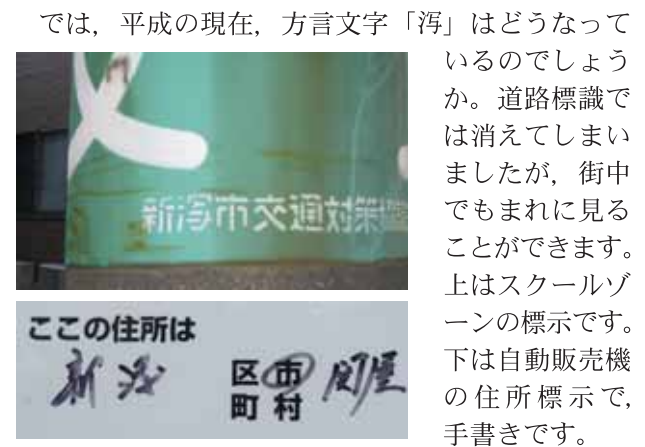 では，平成の現在，方言文字「泻」はどうなって
いるのでしょう
か。道路標識で
は消えてしまい
ましたが，街中
でもまれに見る
ことができます。
上はスクールゾ
ーンの標示です。
下は自動販売機
の住所標示で，
手書きです。
新泻市交通対策
ここの住所は
新泻 区市 関屋
町村